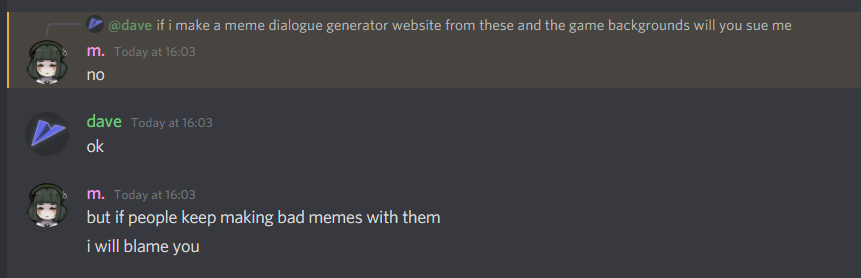 @dave if i make a meme dialogue generator website from these and the game backgrounds will you sue me
m. Today at 16:03
no
dave Today at 16:03
ok
m. Today at 16:03
but if people keep making bad memes with them
i will blame you